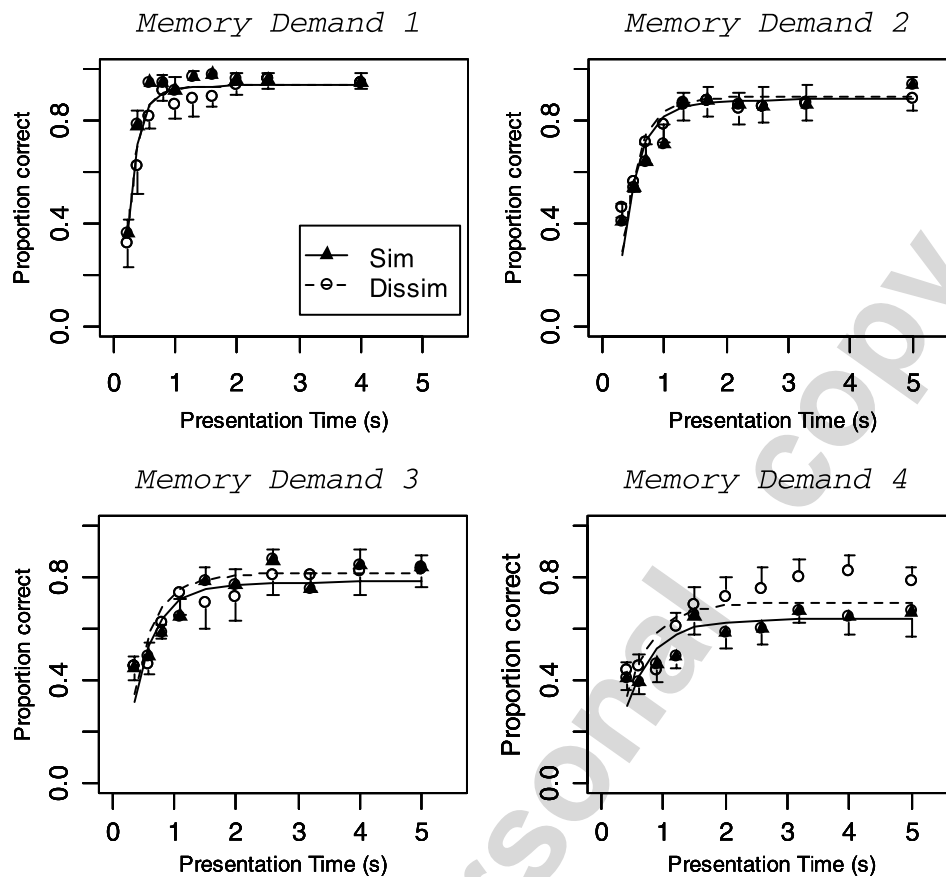 Memory Demand 1
Proportion correct
0.0 0.4 0.8
Sim
Dissim
0 1 2 3 4 5
Presentation Time (s)
Memory Demand 2
Proportion correct
0.0 0.4 0.8
0 1 2 3 4 5
Presentation Time (s)
Memory Demand 3
Proportion correct
0.0 0.4 0.8
0 1 2 3 4 5
Presentation Time (s)
Memory Demand 4
Proportion correct
0.0 0.4 0.8
0 1 2 3 4 5
Presentation Time (s)
rsonal copy